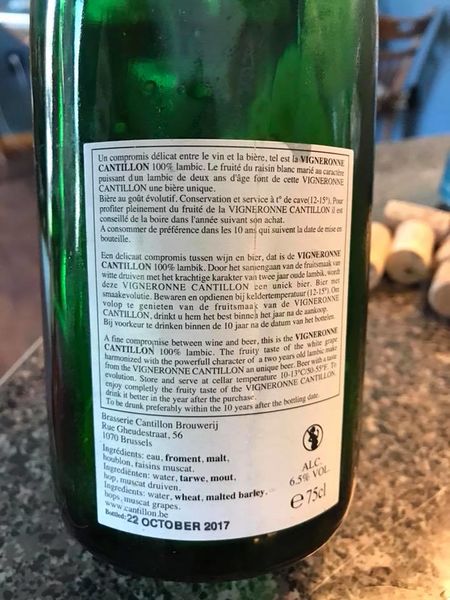 Un compromis délicat entre le vin et la bière, tel est la VIGNERONNE
CANTILLON 100% lambic. Le fruité du raisin blanc marié au caractère
puissant d'un lambic de deux ans d'âge font de cette VIGNERONNE
CANTILLON une bière unique.
Bière au goût évolutif. Conservation et service à t° de cave(12-15°). Pour
profiter pleinement du fruité de la VIGNERONNE CANTILLON il est
conseillé de la boire dans l'année suivant son achat.
A consommer de préférence dans les 10 ans qui suivent la date de mise en
bouteille.
Een delicaat compromis tussen wijn en bier, dat is de VIGNERONNE
CANTILLON 100% lambik. Door het samengaan van de fruitsmaak van
witte druiven met het krachtige karakter van twee jaar oude lambik, wordt
deze VIGNERONNE CANTILLON een uniek bier. Bier met
smaakevolutie. Bewaren en opdienen bij keldertemperatuur (12-15°). Om
volop te genieten van de fruitsmaak van de VIGNERONNE
CANTILLON, drinkt u hem het best binnen het jaar na de aankoop.
Bij voorkeur te drinken binnen de 10 jaar na de datum van het bottelen.
A fine compromise between wine and beer, this is the VIGNERONNE
CANTILLON 100% lambic. The fruity taste of the white grape
harmonized with the powerfull character of a two years old lambic make
from the VIGNERONNE CANTILLON an unique beer. Beer with a taste
evolution. Store and serve at cellar temperature 10-13°C/50-55°F. To
enjoy completly the fruity taste of the VIGNERONNE CANTILLON,
drink it better in the year after the purchase.
To be drunk preferably within the 10 years after the bottling date.
Brasserie Cantillon Brouwerij
Rue Gheudestraat, 56
1070 Brussels
Ingrédients: eau, froment, malt,
houblon, raisins muscat.
Ingrediënten: water, tarwe, mout,
hop, muscat druiven.
Ingredients: water, wheat, malted barley,
hops, muscat grapes.
www.cantillon.be
Bottled: 22 OCTOBER 2017
ALC.
6.5% VOL.
e 75cl